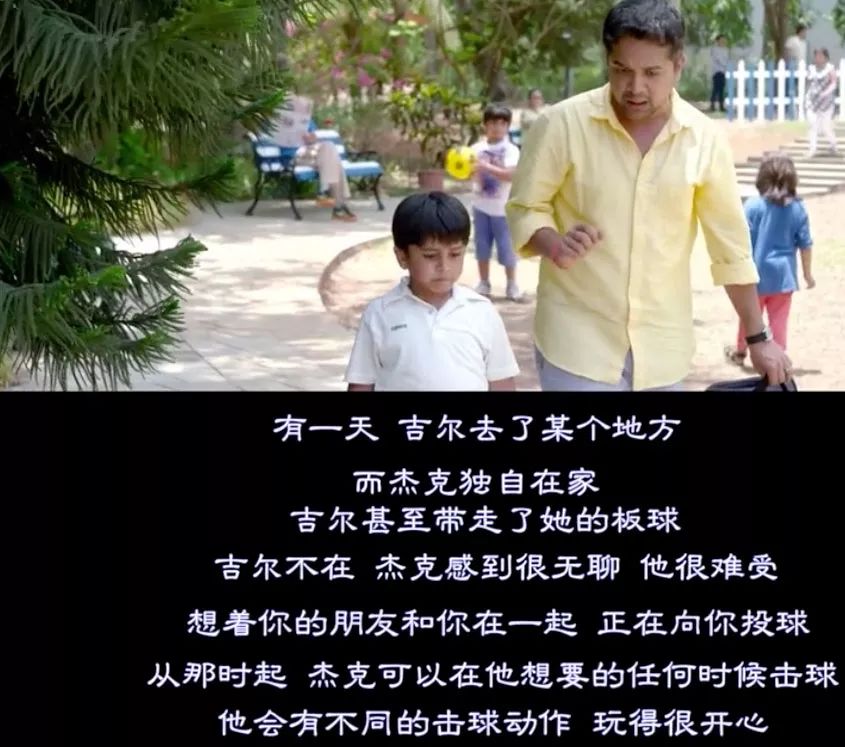 有一天 吉尔去了某个地方
而杰克独自在家
吉尔甚至带走了她的板球
吉尔不在 杰克感到很无聊 他很难受
想着你的朋友和你在一起 正在向你投球
从那时起 杰克可以在他想要的任何时候击球
他会有不同的击球动作 玩得很开心